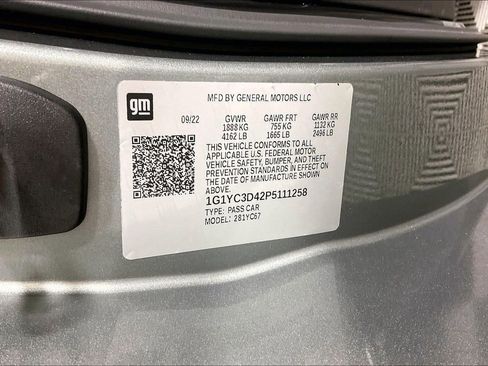 gm
MFD BY GENERAL MOTORS LLC
09/22 GVWR GAWR FRT GAWR RR
1888 KG 755 KG 1132 KG
4162 LB 1665 LB 2496 LB
THIS VEHICLE CONFORMS TO ALL
APPLICABLE U.S. FEDERAL MOTOR
VEHICLE SAFETY, BUMPER, AND THEFT
PREVENTION STANDARDS IN EFFECT ON
THE DATE OF MANUFACTURE SHOWN
ABOVE.
1G1YC3D42P5111258
TYPE: PASS CAR
MODEL: 281YC67